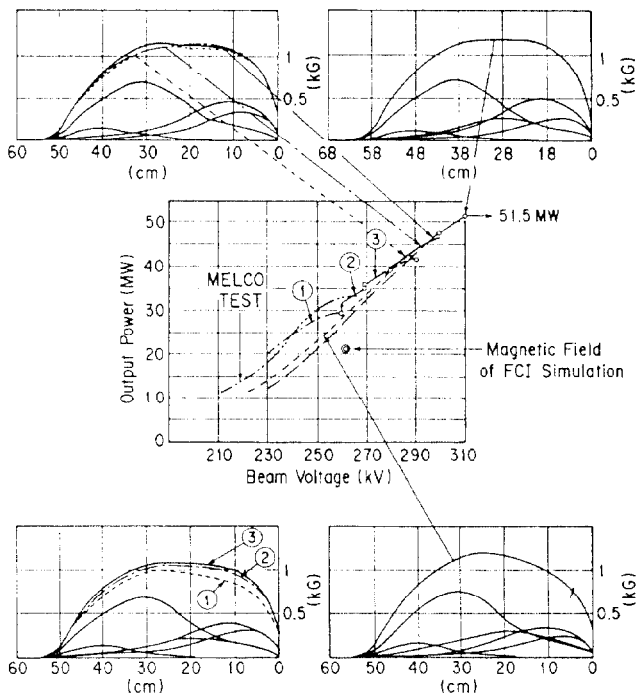 1
0.5
(kG)
60 50 40 30 20 10 0
(cm)
1
0.5
(kG)
68 58 48 38 28 18 0
(cm)
Output Power (MW)
50
40
30
20
1.0
0
MELCO
TEST
1
2
3
51.5 MW
Magnetic Field
of FCI Simulation
210 230 250 270 290 310
Beam Voltage (kV)
3
2
1
1
0.5
(kG)
60 50 40 30 20 10 0
(cm)
1
0.5
(kG)
60 50 40 30 20 10 0
(cm)